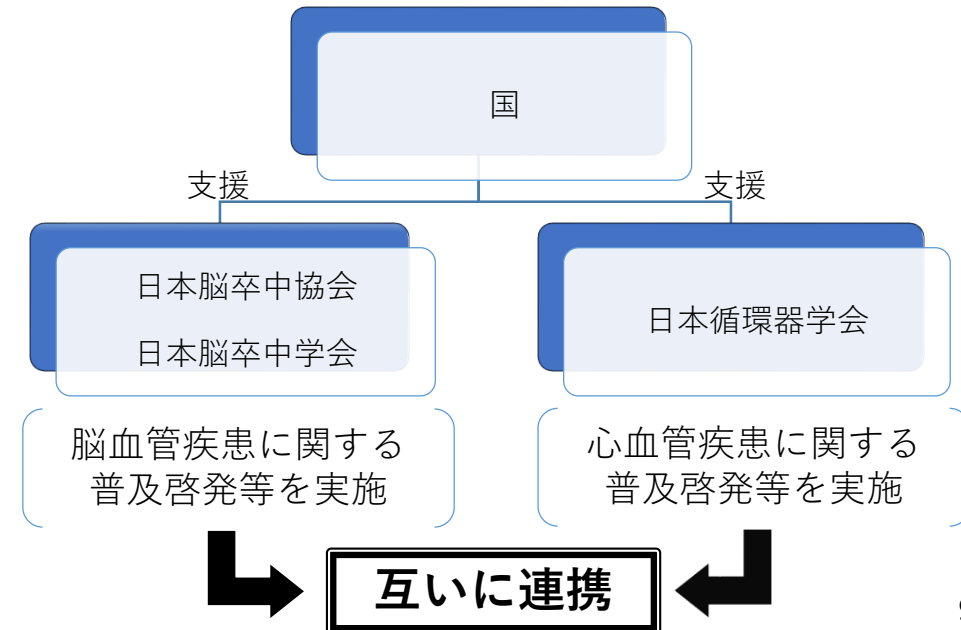 国
支援
支援
日本脳卒中協会
日本脳卒中学会
日本循環器学会
脳血管疾患に関する
普及啓発等を実施
心血管疾患に関する
普及啓発等を実施
互いに連携